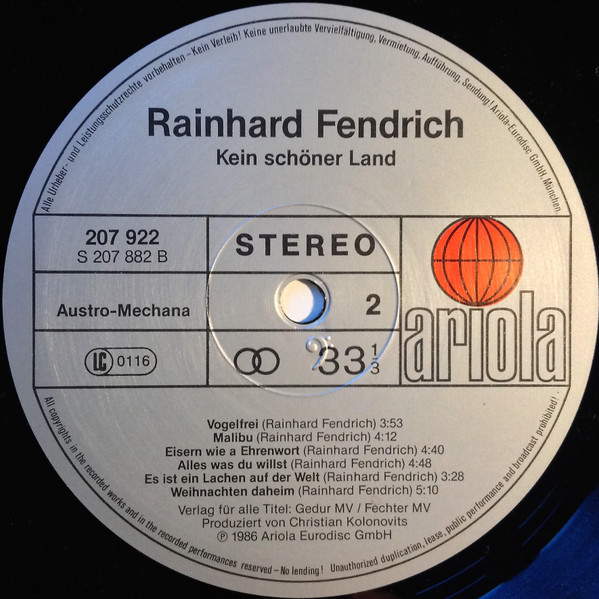 Alle Urheber- und Leistungsschutzrechte vorbehalten – Kein Verleih! Keine unerlaubte Vervielfältigung, Vermietung, Aufführung, Sendung! Ariola-Eurodisc GmbH, München.
Rainhard Fendrich
Kein schöner Land
207 922
S 207 882 B
STEREO
Austro-Mechana
2
ariola
LC 0116
33 1/3
Vogelfrei (Rainhard Fendrich) 3:53
Malibu (Rainhard Fendrich) 4:12
Eisern wie a Ehrenwort (Rainhard Fendrich) 4:40
Alles was du willst (Rainhard Fendrich) 4:48
Es ist ein Lachen auf der Welt (Rainhard Fendrich) 3:28
Weihnachten daheim (Rainhard Fendrich) 5:10
Verlag für alle Titel: Gedur MV / Fechter MV
Produziert von Christian Kolonovits
℗ 1986 Ariola Eurodisc GmbH
All copyrights in the recorded works and in the recorded performances reserved – No lending! Unauthorized duplication, lease, public performance and broadcast prohibited!